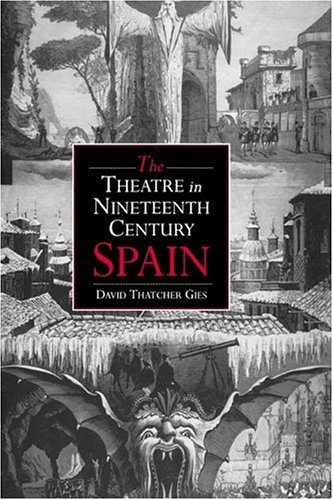 The
THEATRE in
NINETEENTH
CENTURY
SPAIN
DAVID THATCHER GIES